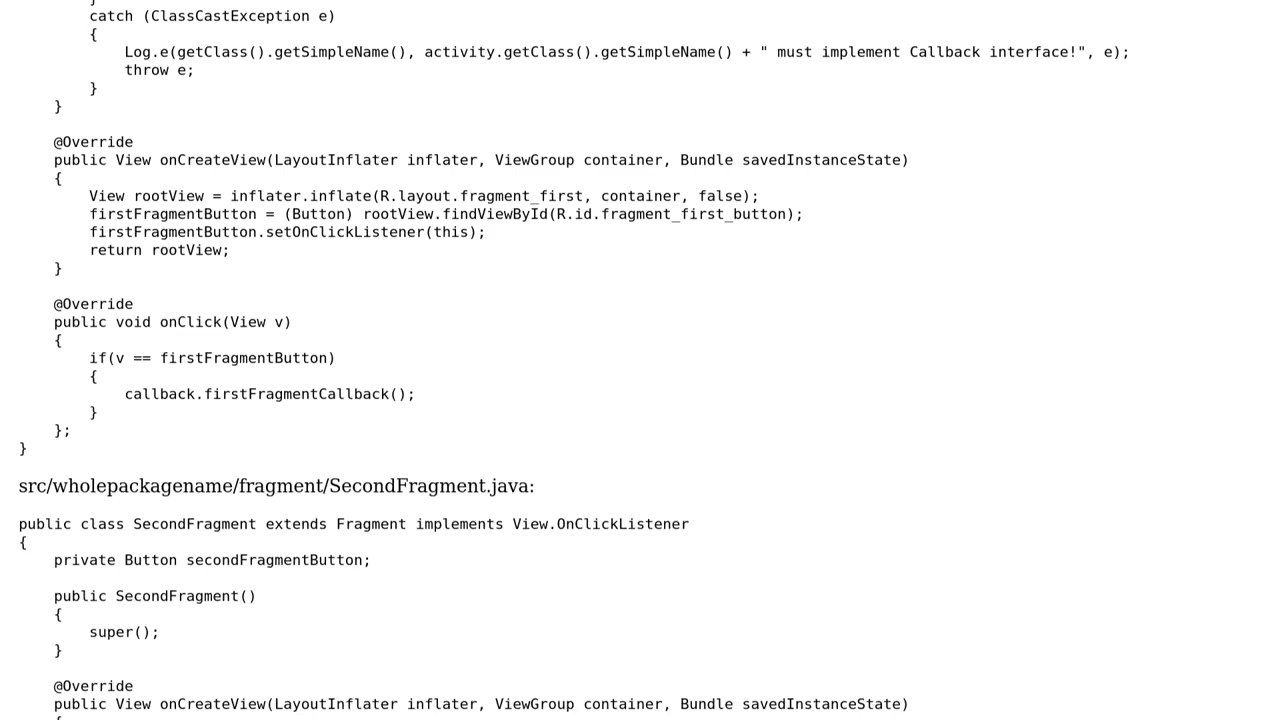 }
        catch (ClassCastException e)
        {
            Log.e(getClass().getSimpleName(), activity.getClass().getSimpleName() + " must implement Callback interface!", e);
            throw e;
        }
    }

    @Override
    public View onCreateView(LayoutInflater inflater, ViewGroup container, Bundle savedInstanceState)
    {
        View rootView = inflater.inflate(R.layout.fragment_first, container, false);
        firstFragmentButton = (Button) rootView.findViewById(R.id.fragment_first_button);
        firstFragmentButton.setOnClickListener(this);
        return rootView;
    }

    @Override
    public void onClick(View v)
    {
        if(v == firstFragmentButton)
        {
            callback.firstFragmentCallback();
        }
    };
}
src/wholepackagename/fragment/SecondFragment.java:
public class SecondFragment extends Fragment implements View.OnClickListener
{
    private Button secondFragmentButton;

    public SecondFragment()
    {
        super();
    }

    @Override
    public View onCreateView(LayoutInflater inflater, ViewGroup container, Bundle savedInstanceState)
    {